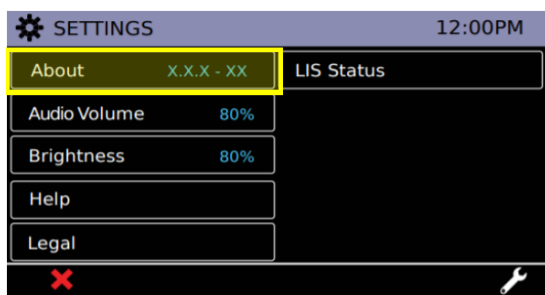 SETTINGS 12:00PM
About X.X.X - XX LIS Status
Audio Volume 80%
Brightness 80%
Help
Legal